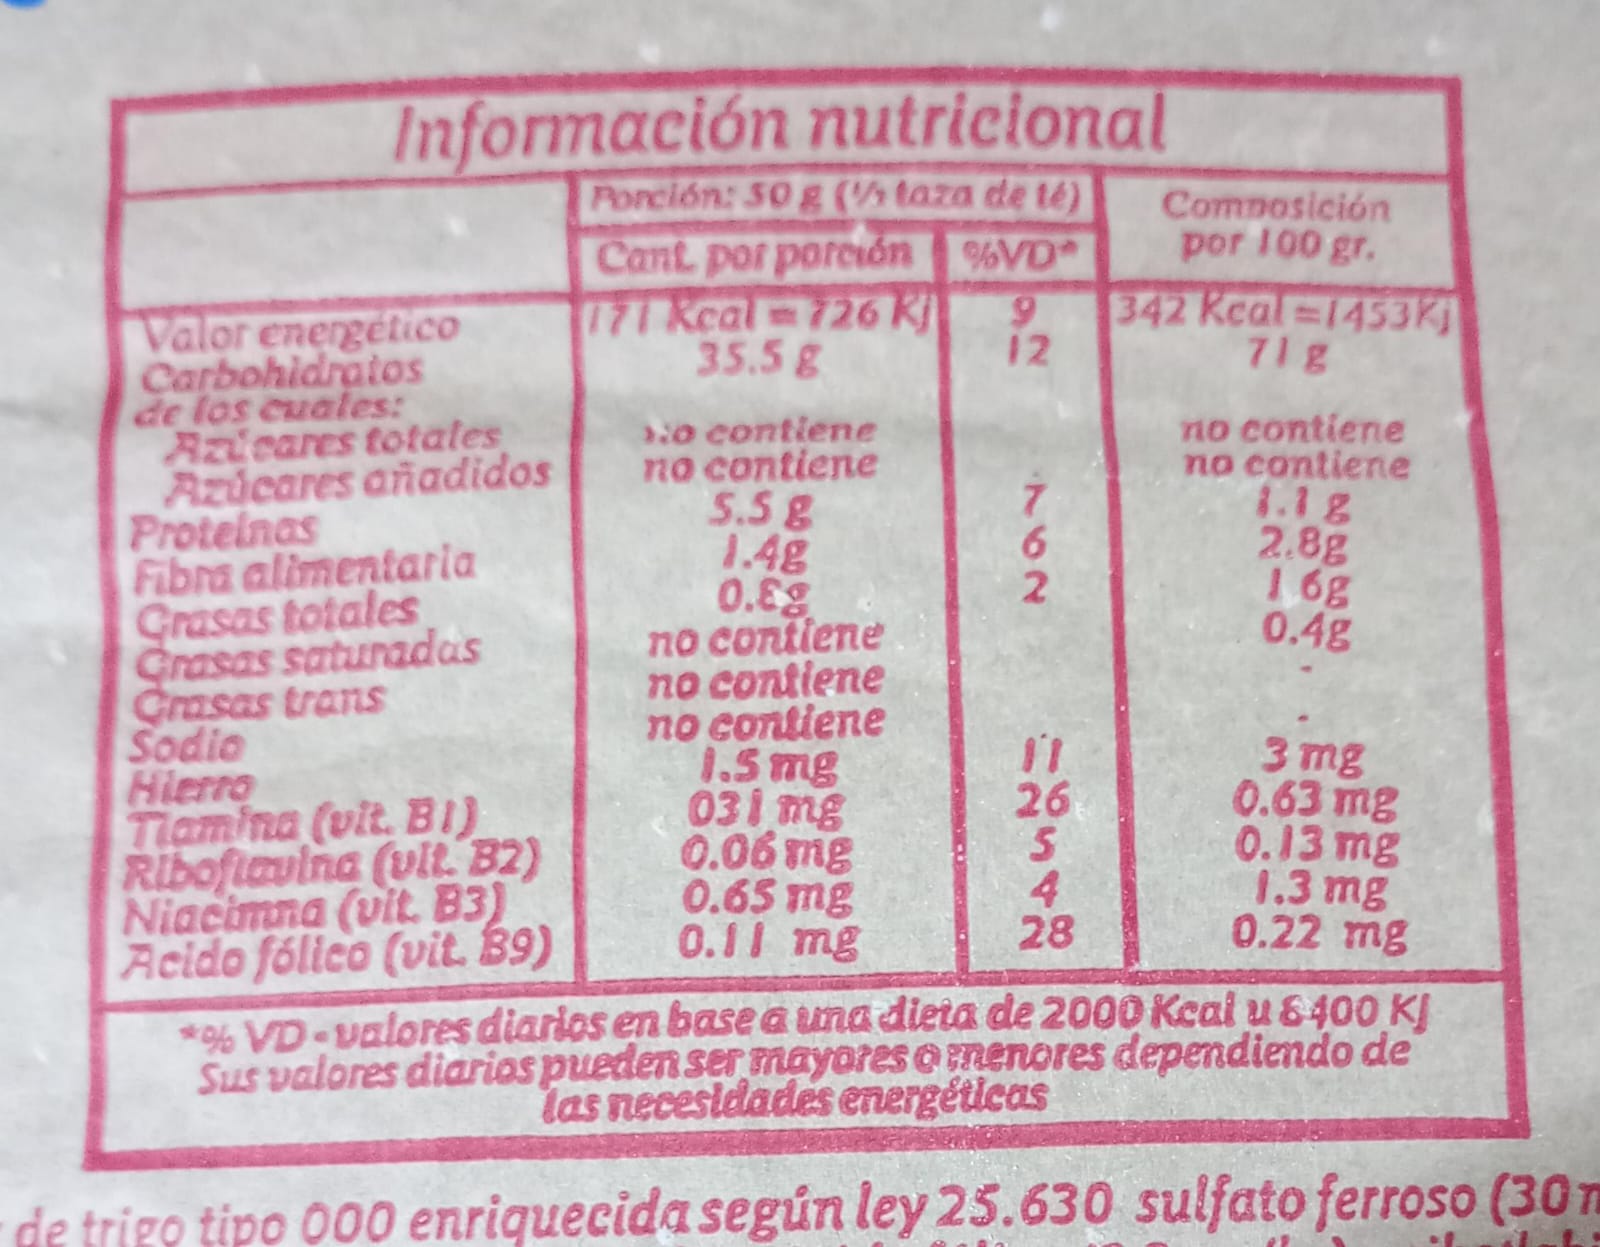 Información nutricional
Porción: 50 g (½ taza de té)
Composición
por 100 gr.
Cant. por porción %VD*
Valor energético 171 Kcal = 726 Kj 9 342 Kcal =1453Kj
Carbohidratos 35.5 g 12 71 g
de los cuales:
Azúcares totales no contiene no contiene
Azúcares añadidos no contiene no contiene
Proteínas 5.5 g 7 1.1 g
Fibra alimentaria 1.4g 6 2.8g
Grasas totales 0.8g 2 1.6g
Grasas saturadas no contiene 0.4g
Grasas trans no contiene -
Sodio no contiene -
Hierro 1.5 mg 11 3 mg
Tiamina (vit. B1) 031 mg 26 0.63 mg
Riboflavina (vit. B2) 0.06 mg 5 0.13 mg
Niacinna (vit. B3) 0.65 mg 4 1.3 mg
Acido fólico (vit. B9) 0.11 mg 28 0.22 mg
*% VD - valores diarios en base a una dieta de 2000 Kcal u 8400 KJ
Sus valores diarios pueden ser mayores o menores dependiendo de
las necesidades energéticas
de trigo tipo 000 enriquecida según ley 25.630 sulfato ferroso (30